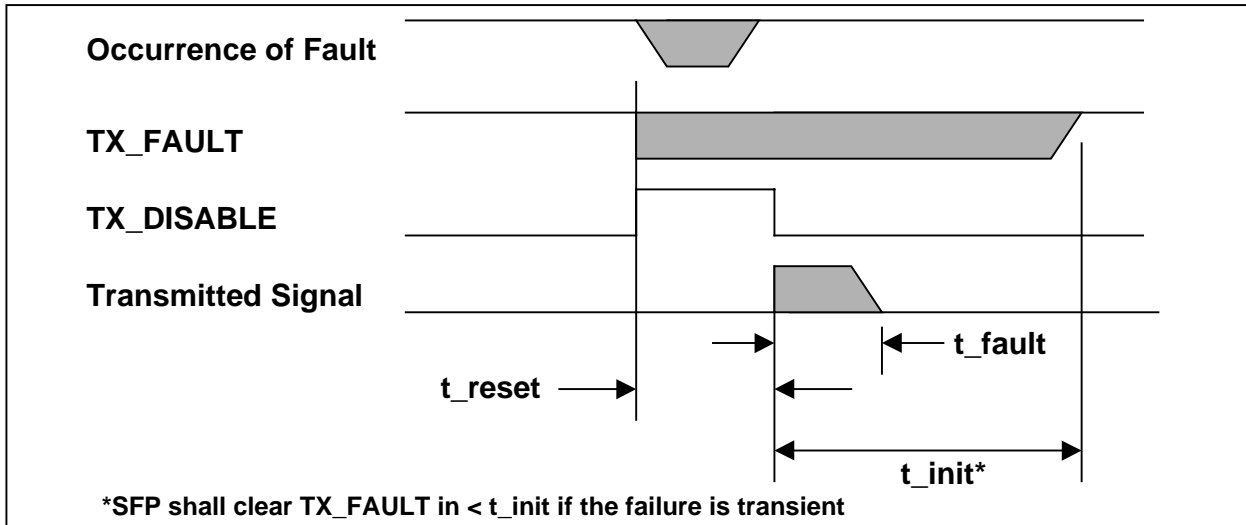 Occurrence of Fault
TX_FAULT
TX_DISABLE
Transmitted Signal
t_fault
t_reset
t_init*
*SFP shall clear TX_FAULT in < t_init if the failure is transient